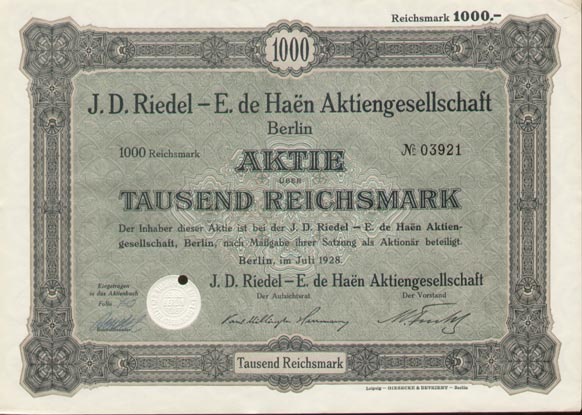 Reichsmark 1000.-
1000
J. D. Riedel – E. de Haën Aktiengesellschaft
Berlin
1000 Reichsmark
AKTIE
№ 03921
ÜBER
TAUSEND REICHSMARK
Der Inhaber dieser Aktie ist bei der J. D. Riedel – E. de Haën Aktien-
gesellschaft, Berlin, nach Maßgabe ihrer Satzung als Aktionär beteiligt.
Berlin, im Juli 1928.
J. D. Riedel – E. de Haën Aktiengesellschaft
Eingetragen
in das Aktienbuch
Folio
Der Aufsichtsrat
Der Vorstand
Tausend Reichsmark
Leipzig – GIESECKE & DEVRIENT – Berlin